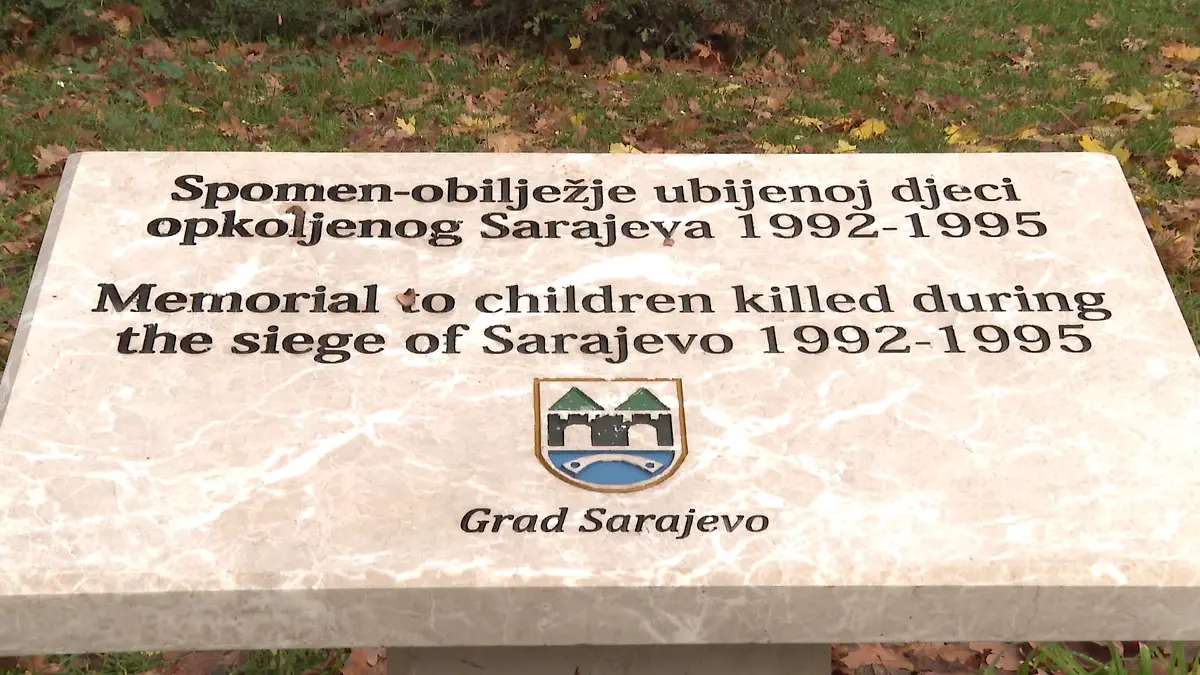 Spomen-obilježje ubijenoj djeci
opkoljenog Sarajeva 1992-1995
Memorial to children killed during
the siege of Sarajevo 1992-1995
Grad Sarajevo